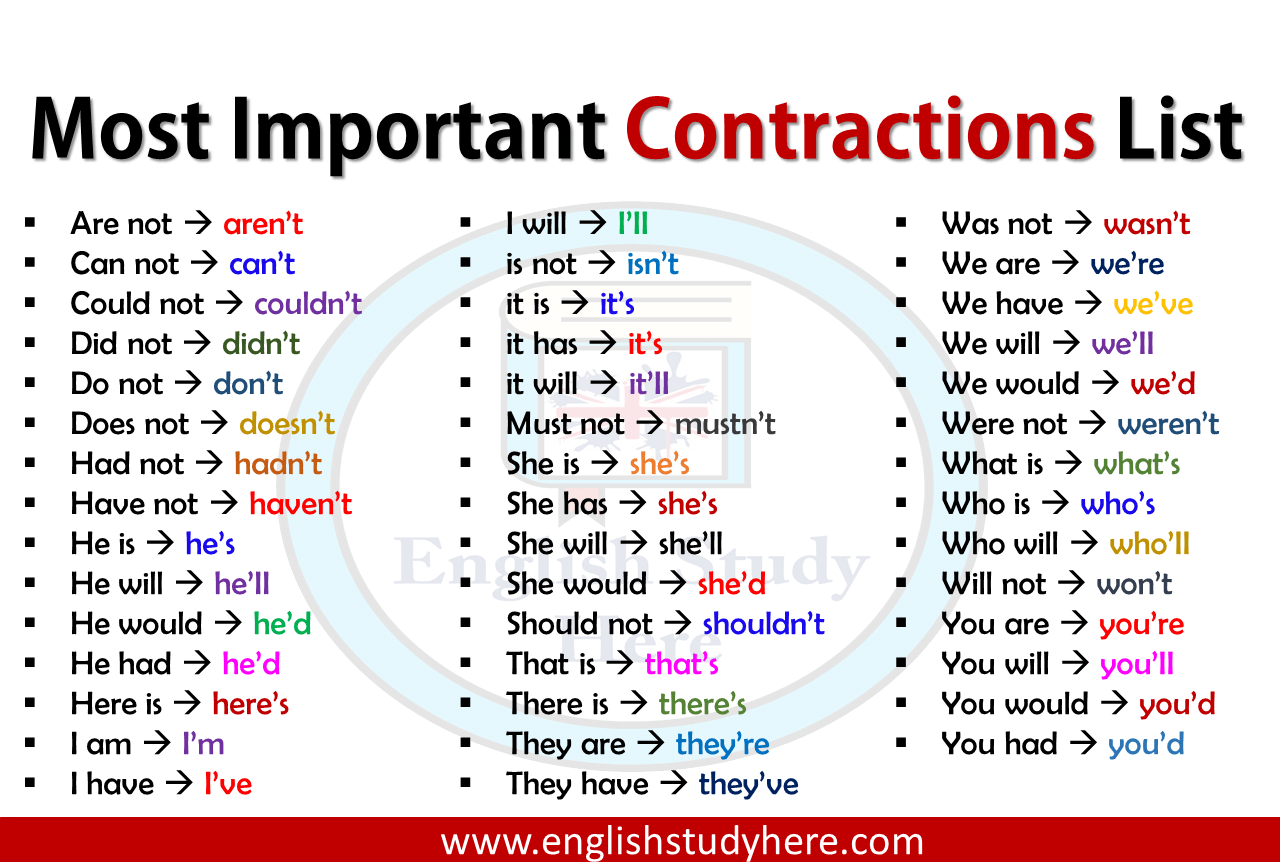 Most Important Contractions List
▪ Are not → aren’t
▪ Can not → can’t
▪ Could not → couldn’t
▪ Did not → didn’t
▪ Do not → don’t
▪ Does not → doesn’t
▪ Had not → hadn’t
▪ Have not → haven’t
▪ He is → he’s
▪ He will → he’ll
▪ He would → he’d
▪ He had → he’d
▪ Here is → here’s
▪ I am → I’m
▪ I have → I’ve
▪ I will → I’ll
▪ is not → isn’t
▪ it is → it’s
▪ it has → it’s
▪ it will → it’ll
▪ Must not → mustn’t
▪ She is → she’s
▪ She has → she’s
▪ She will → she’ll
▪ She would → she’d
▪ Should not → shouldn’t
▪ That is → that’s
▪ There is → there’s
▪ They are → they’re
▪ They have → they’ve
▪ Was not → wasn’t
▪ We are → we’re
▪ We have → we’ve
▪ We will → we’ll
▪ We would → we’d
▪ Were not → weren’t
▪ What is → what’s
▪ Who is → who’s
▪ Who will → who’ll
▪ Will not → won’t
▪ You are → you’re
▪ You will → you’ll
▪ You would → you’d
▪ You had → you’d
English Study
Here
www.englishstudyhere.com